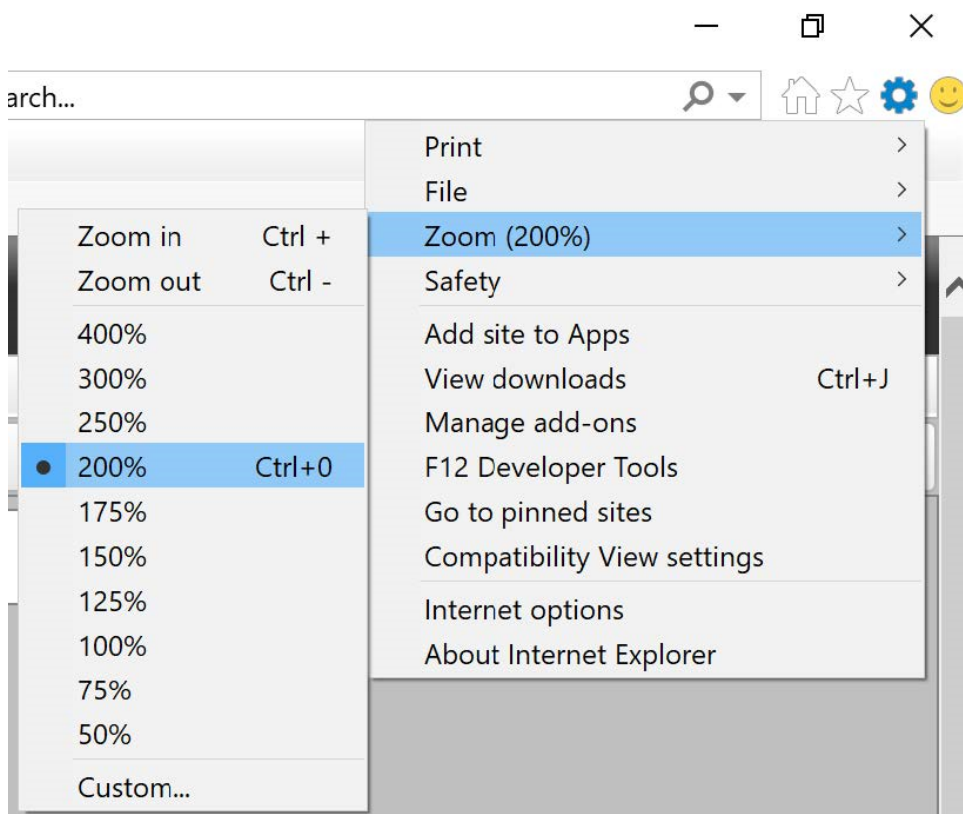 arch...
Print
File
Zoom (200%)
Safety
Add site to Apps
View downloads Ctrl+J
Manage add-ons
F12 Developer Tools
Go to pinned sites
Compatibility View settings
Internet options
About Internet Explorer
Zoom in Ctrl +
Zoom out Ctrl -
400%
300%
250%
200% Ctrl+0
175%
150%
125%
100%
75%
50%
Custom...